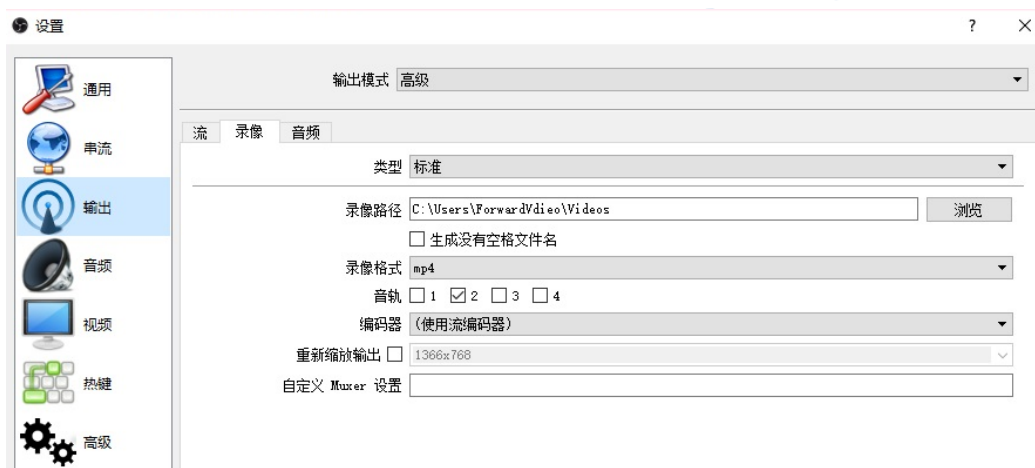 设置
?
通用
串流
输出
音频
视频
热键
高级
输出模式 高级
流 录像 音频
类型 标准
录像路径 C:\Users\ForwardVdieo\Videos 浏览
生成没有空格文件名
录像格式 mp4
音轨 1 2 3 4
编码器 (使用流编码器)
重新缩放输出 1366x768
自定义 Muxer 设置